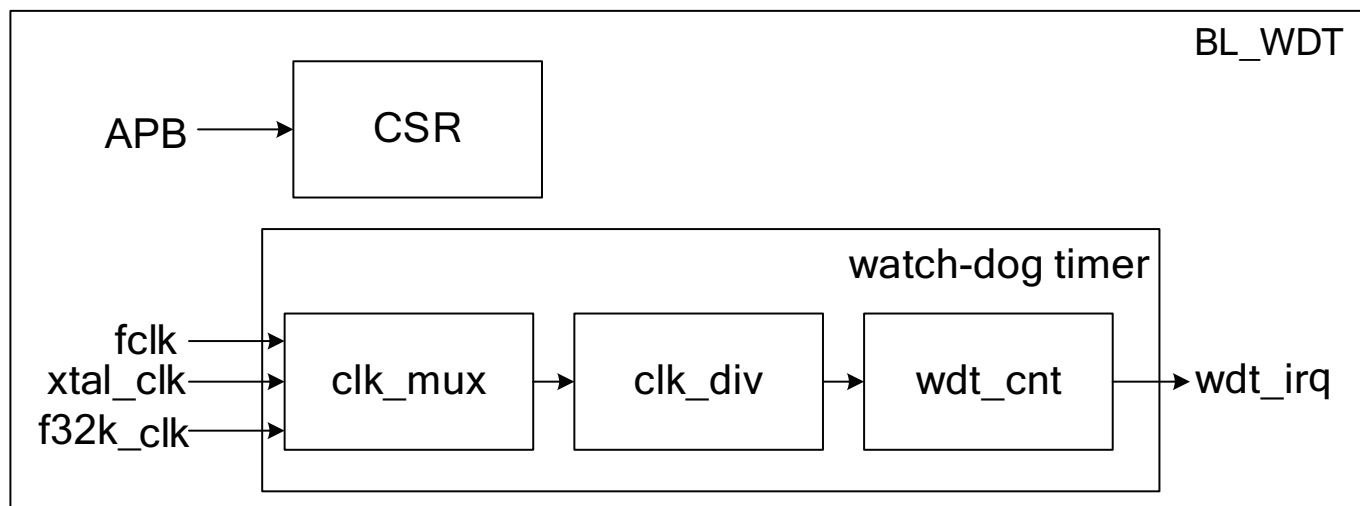 BL_WDT
APB
CSR
watch-dog timer
fclk
xtal_clk
f32k_clk
clk_mux
clk_div
wdt_cnt
wdt_irq